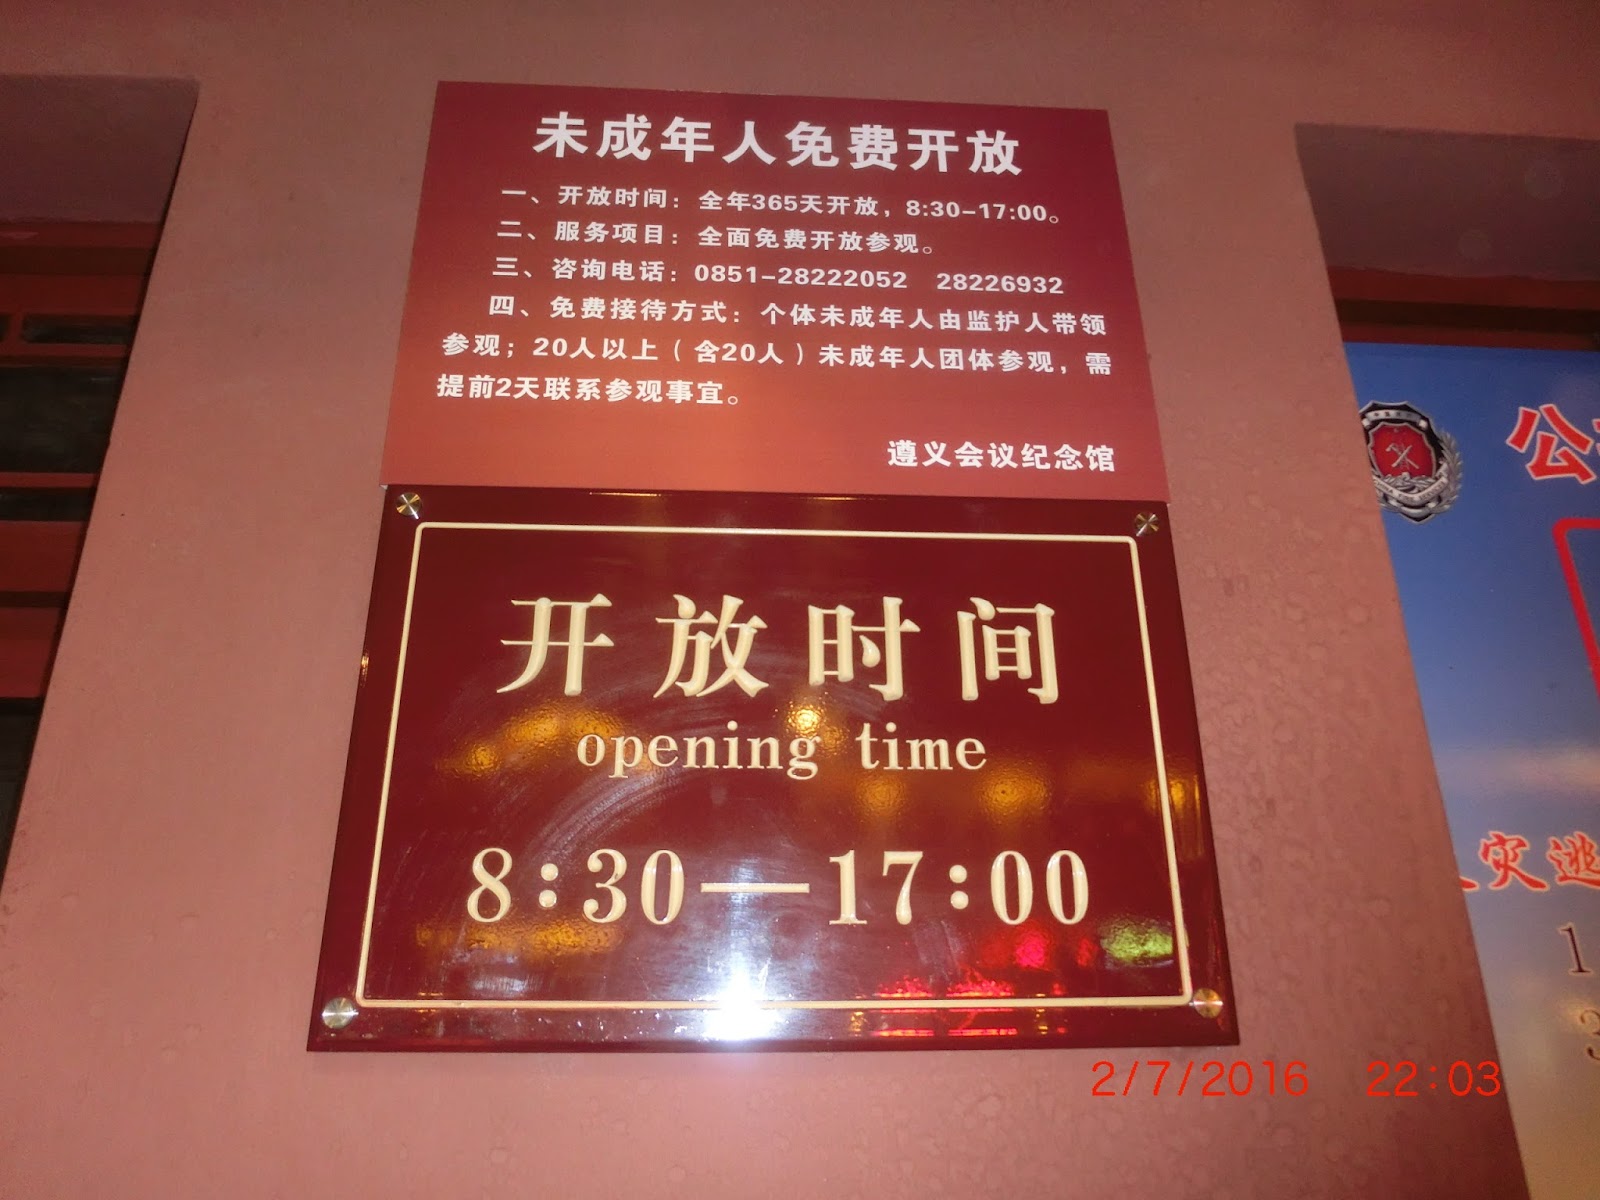 未成年人免费开放
一、开放时间：全年365天开放，8:30-17:00。
二、服务项目：全面免费开放参观。
三、咨询电话：0851-28222052 28226932
四、免费接待方式：个体未成年人由监护人带领
参观；20人以上（含20人）未成年人团体参观，需
提前2天联系参观事宜。
遵义会议纪念馆
开放时间
opening time
8:30—17:00
公
灾逃
1
3
2/7/2016 22:03